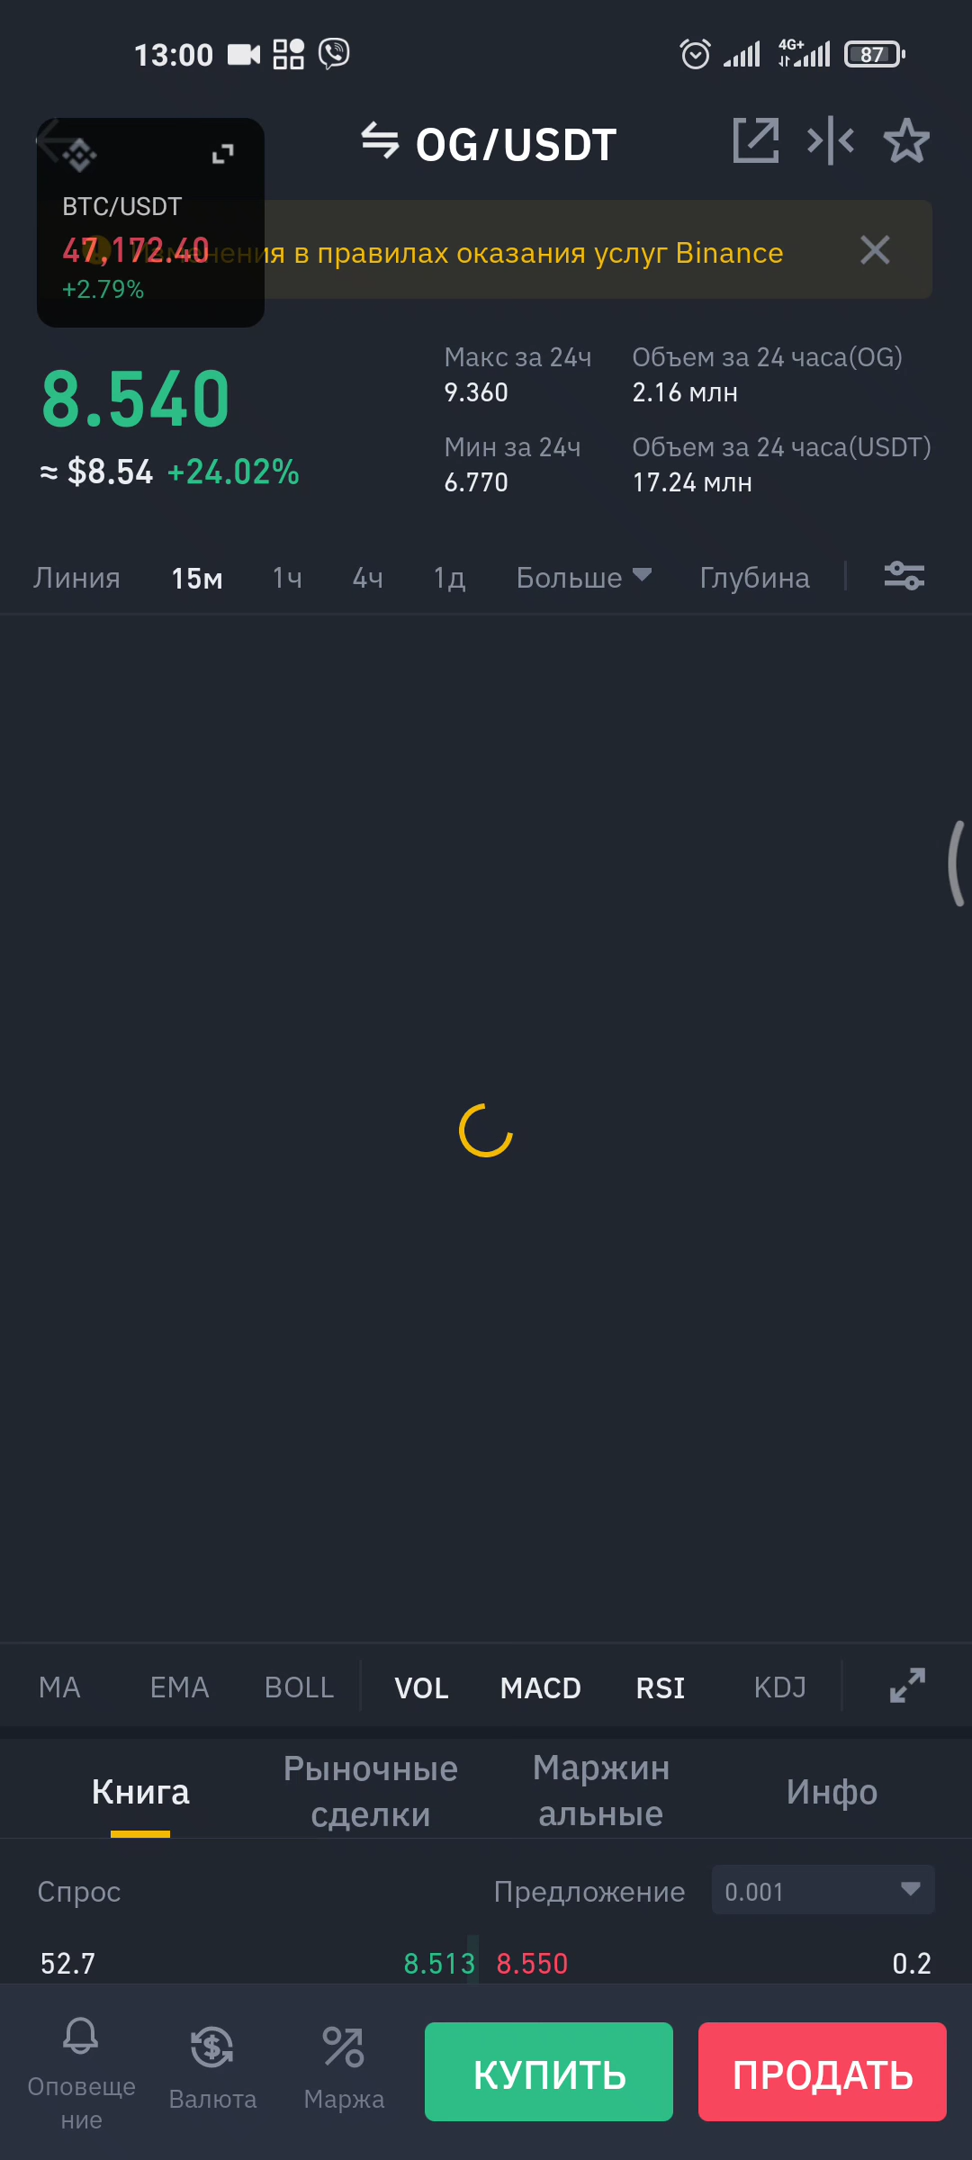 13:00
4G+
87
OG/USDT
BTC/USDT
47,172.40
+2.79%
Изменения в правилах оказания услуг Binance
8.540
≈ $8.54 +24.02%
Макс за 24ч
9.360
Объем за 24 часа(OG)
2.16 млн
Мин за 24ч
6.770
Объем за 24 часа(USDT)
17.24 млн
Линия 15м 1ч 4ч 1д Больше Глубина
MA EMA BOLL VOL MACD RSI KDJ
Книга
Рыночные
сделки
Маржин
альные
Инфо
Спрос
Предложение
0.001
52.7 8.513 8.550 0.2
Оповеще
ние
Валюта
Маржа
КУПИТЬ
ПРОДАТЬ